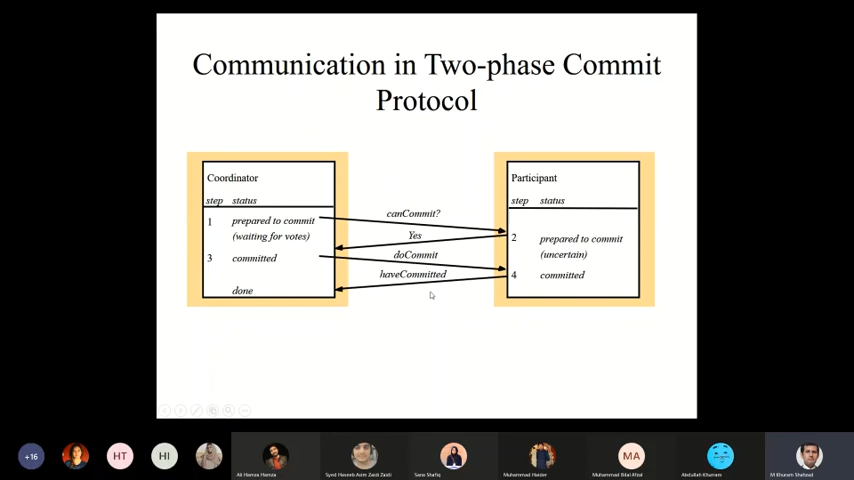 Communication in Two-phase Commit
Protocol
Coordinator
step status
1 prepared to commit
(waiting for votes)
3 committed
done
canCommit?
Yes
doCommit
haveCommitted
Participant
step status
2 prepared to commit
(uncertain)
4 committed
+16
HT
HI
MA
Ali Hamza Hamza
Syed Haseeb Asim Zaidi Zaidi
Sana Shafiq
Muhammad Haider
Muhammad Bilal Afzal
Abdullah Khurram
M Khuram Shahzad